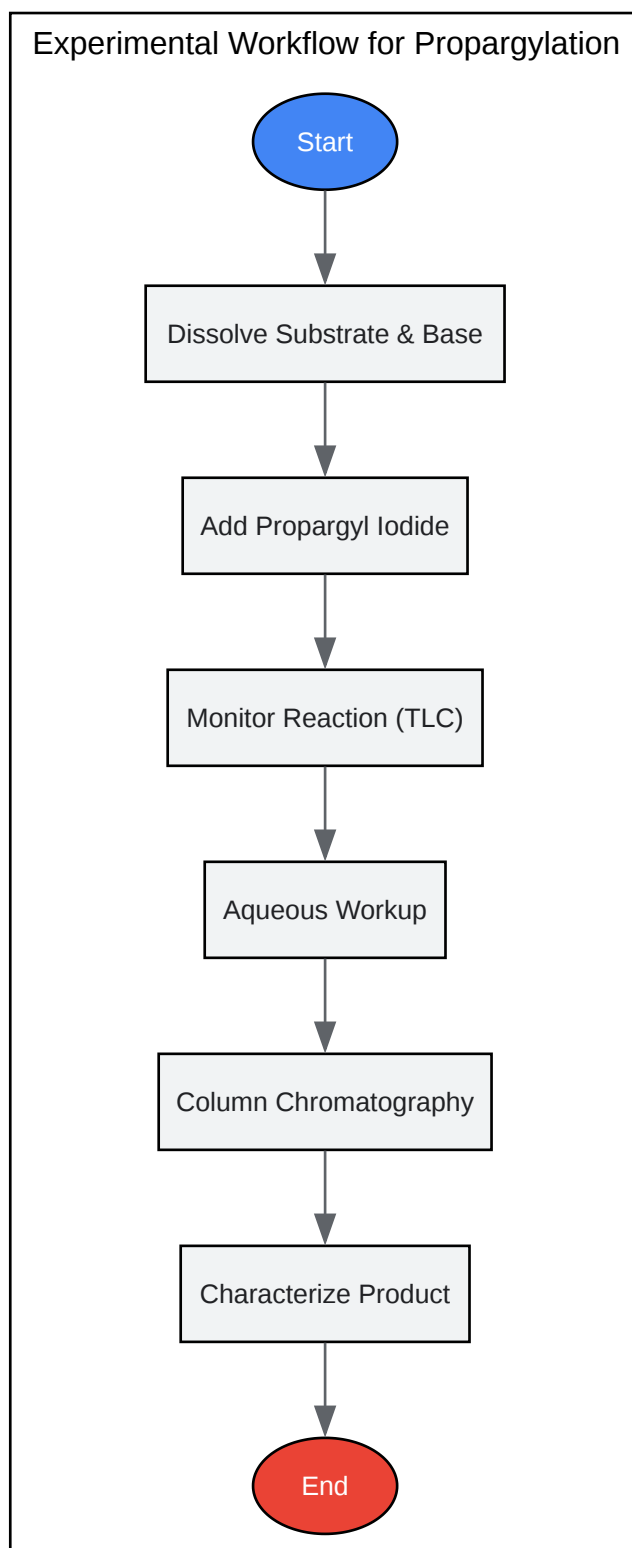 Experimental Workflow for Propargylation
Start
Dissolve Substrate & Base
Add Propargyl Iodide
Monitor Reaction (TLC)
Aqueous Workup
Column Chromatography
Characterize Product
End